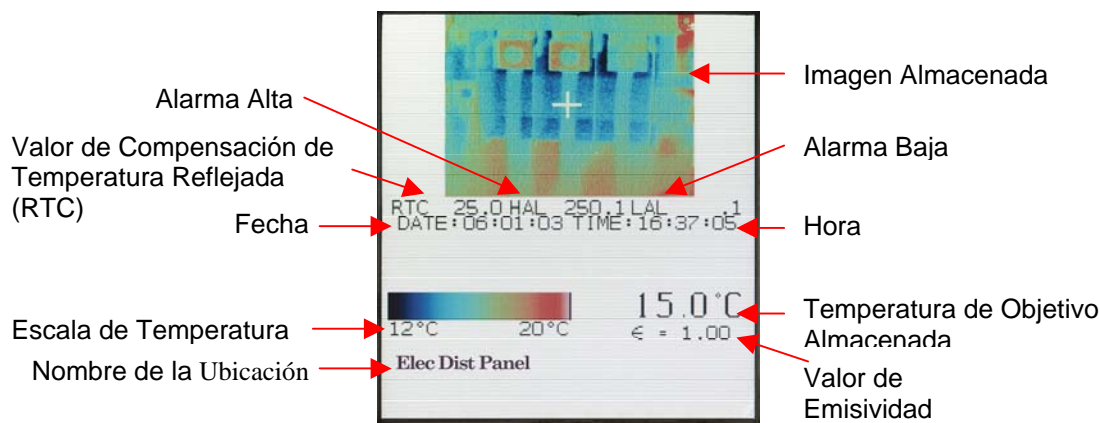 Imagen Almacenada
Alarma Alta
Valor de Compensación de
Temperatura Reflejada
(RTC)
Alarma Baja
RTC 25.0 HAL 250.1 LAL .1
Fecha
DATE:06:01:03 TIME:16:37:05
Hora
15.0°C
Temperatura de Objetivo
Almacenada
Escala de Temperatura
12°C 20°C
€ = 1.00
Nombre de la Ubicación
Elec Dist Panel
Valor de
Emisividad